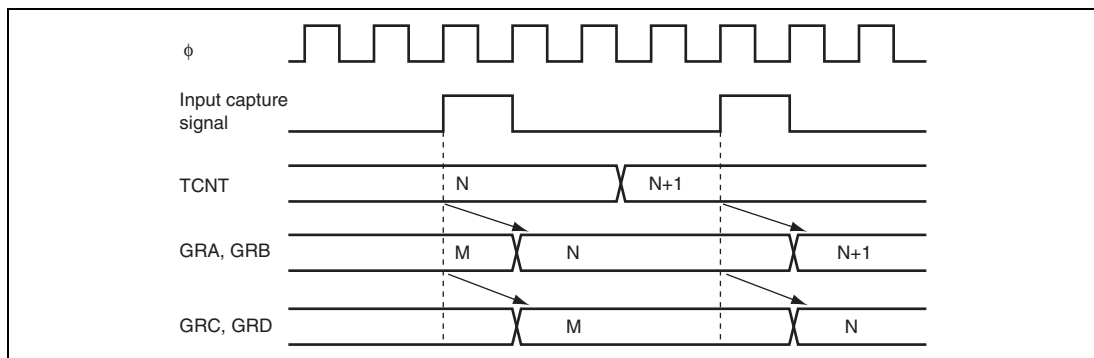 ϕ
Input capture
signal
TCNT N N+1
GRA, GRB M N N+1
GRC, GRD M N